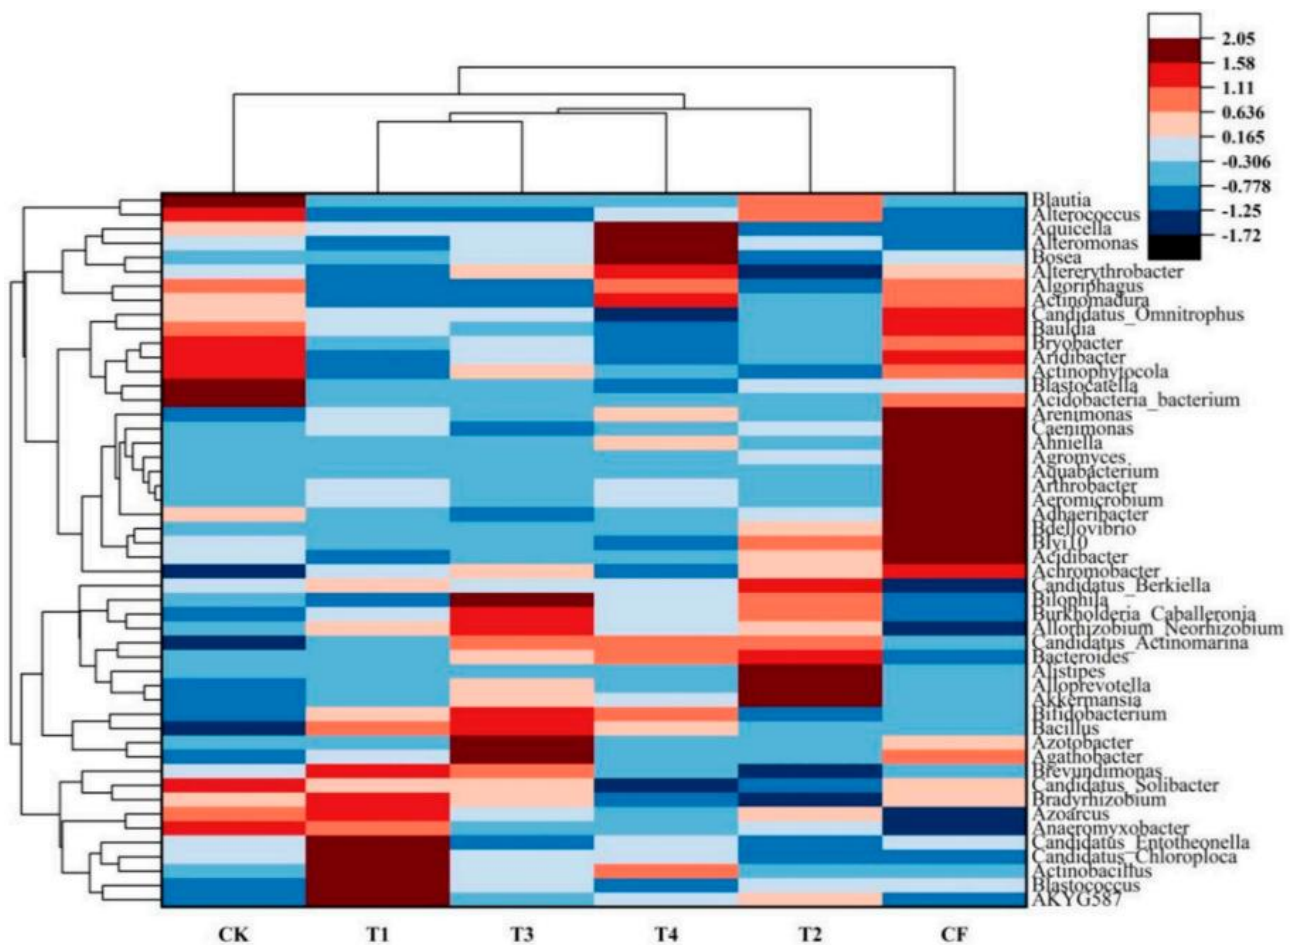 2.05
1.58
1.11
0.636
0.165
-0.306
-0.778
-1.25
-1.72
Blautia
Alterococcus
Aquicella
Alteromonas
Bosea
Altererythrobacter
Algoriphagus
Actinomadura
Candidatus_Omnitrophus
Bauldia
Bryobacter
Aridibacter
Actinophytocola
Blastocatella
Acidobacteria_bacterium
Arenimonas
Caenimonas
Ahniella
Agromyces
Aquabacterium
Arthrobacter
Aeromicrobium
Adhaeribacter
Bdellovibrio
Blvi10
Acidibacter
Achromobacter
Candidatus_Berkiella
Bilophila
Burkholderia_Caballeronia
Allorhizobium_Neorhizobium
Candidatus_Actinomarina
Bacteroides
Alistipes
Alloprevotella
Akkermansia
Bifidobacterium
Bacillus
Azotobacter
Agathobacter
Brevundimonas
Candidatus_Solibacter
Bradyrhizobium
Azoarcus
Anaeromyxobacter
Candidatus_Entotheonella
Candidatus_Chloroploca
Actinobacillus
Blastococcus
AKYG587
CK T1 T3 T4 T2 CF